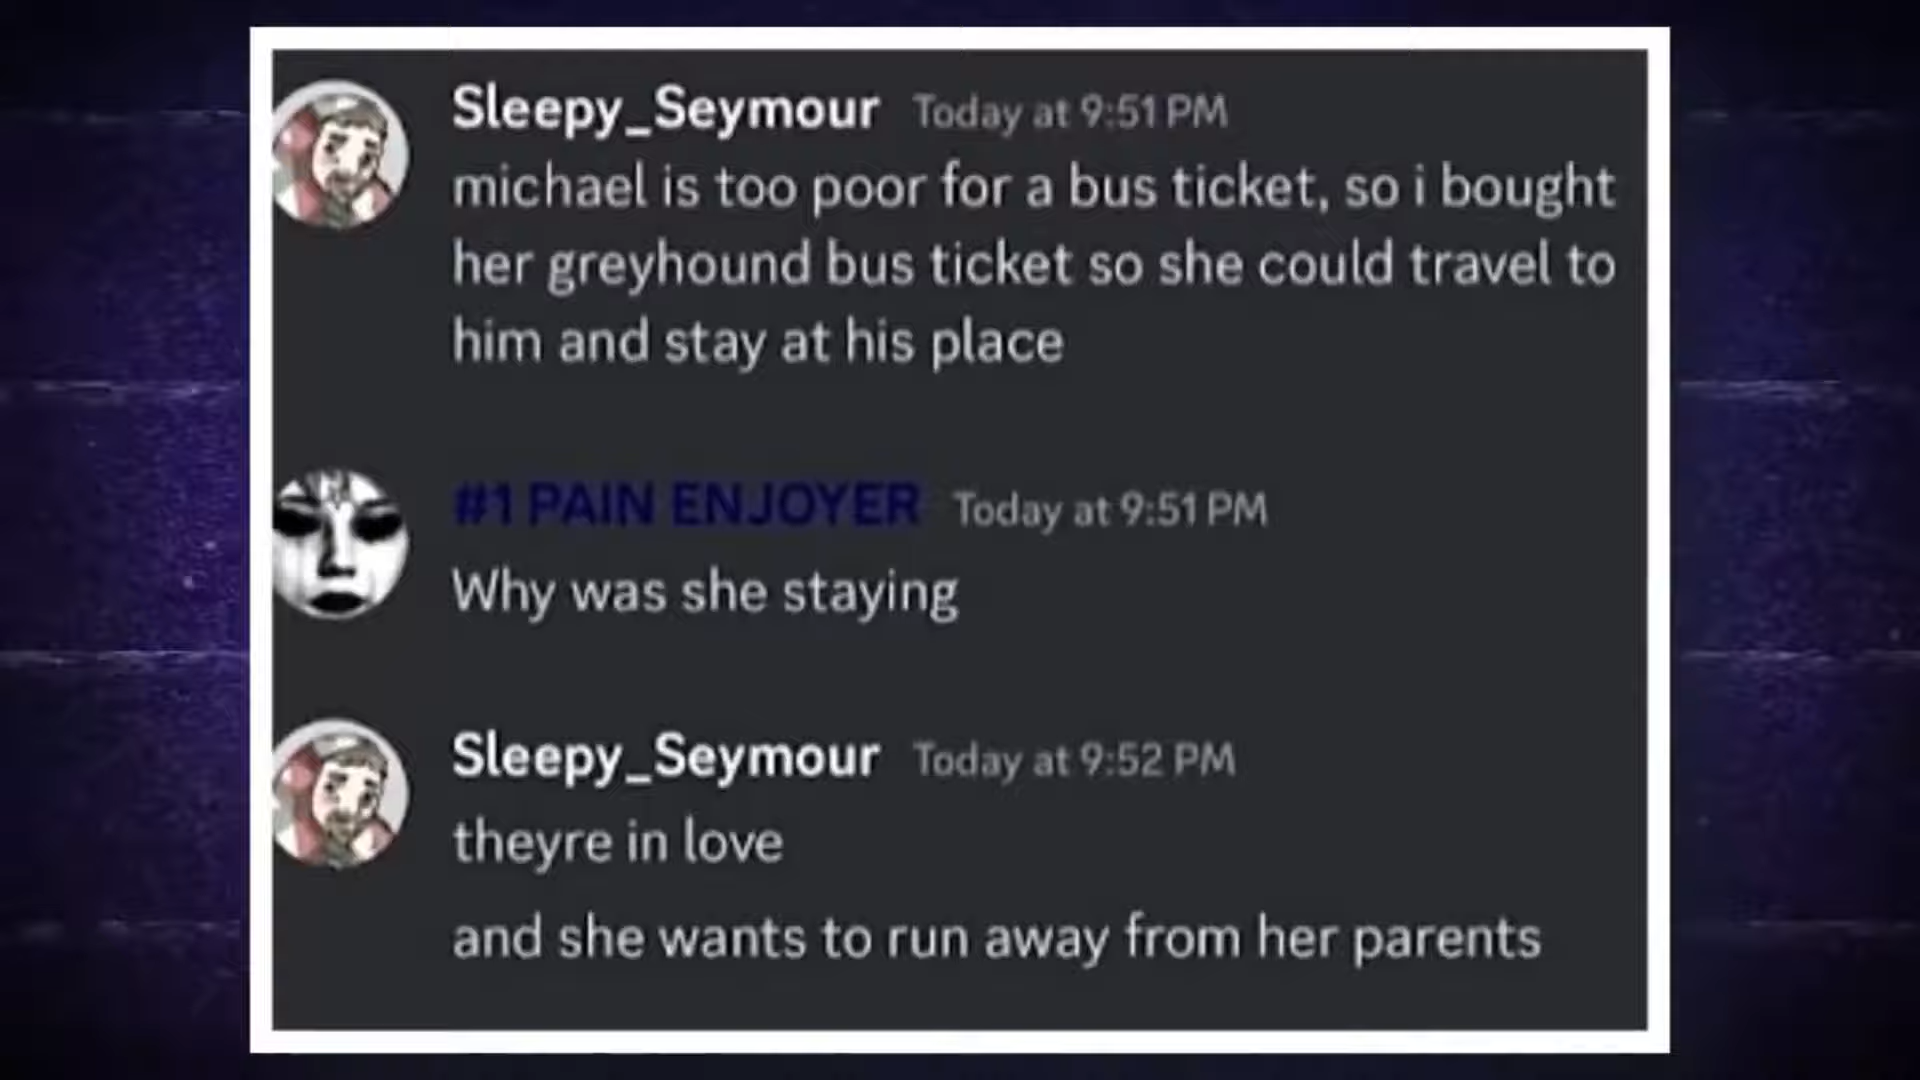 Sleepy_Seymour Today at 9:51 PM
michael is too poor for a bus ticket, so i bought
her greyhound bus ticket so she could travel to
him and stay at his place
#1 PAIN ENJOYER Today at 9:51 PM
Why was she staying
Sleepy_Seymour Today at 9:52 PM
theyre in love
and she wants to run away from her parents